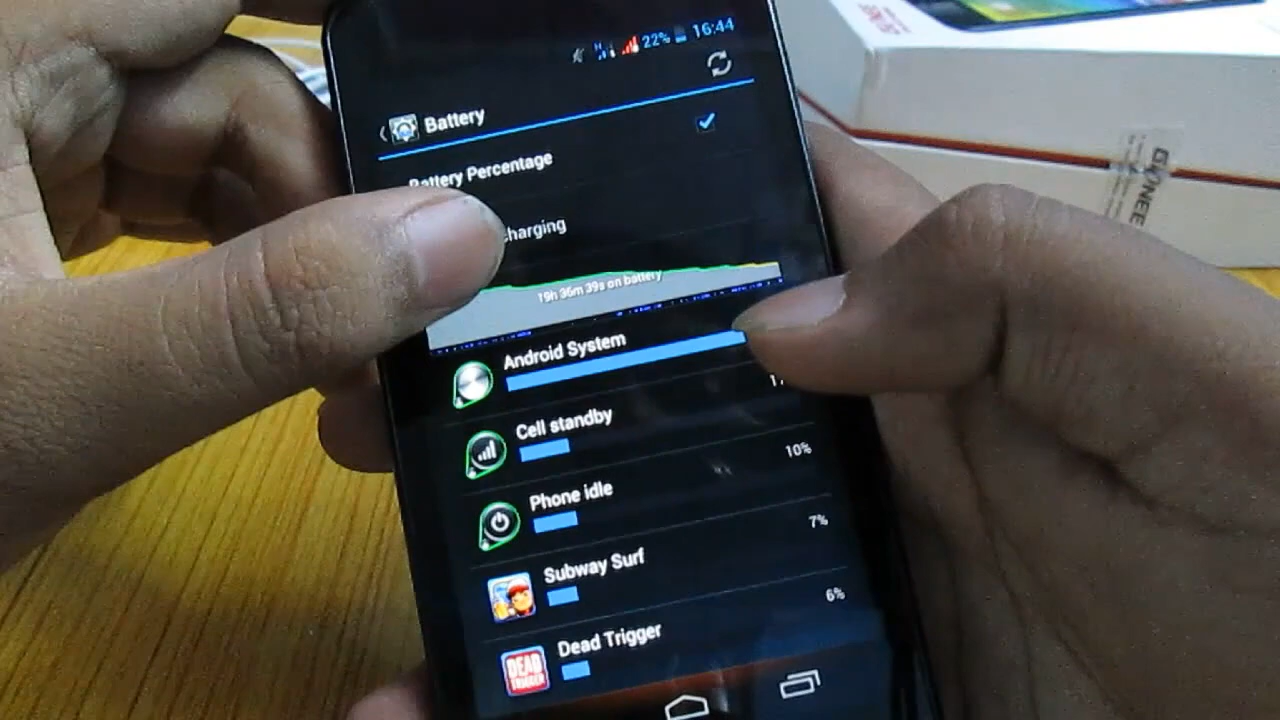 22% 16:44
Battery
Battery Percentage
charging
19h 36m 39s on battery
Android System
Cell standby
10%
Phone idle
7%
Subway Surf
6%
Dead Trigger
DEAD
TRIGGER
GIONEE